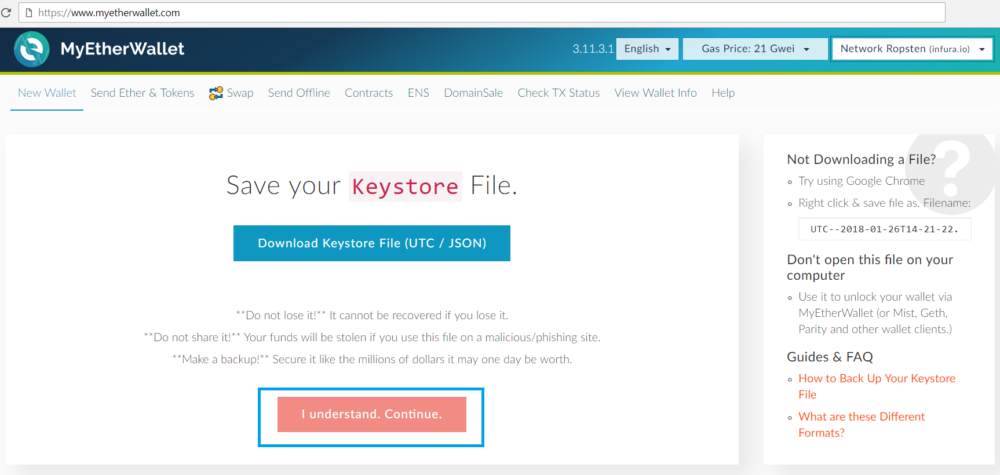 https://www.myetherwallet.com
MyEtherWallet
3.11.3.1
English
Gas Price: 21 Gwei
Network Ropsten (infura.io)
New Wallet
Send Ether & Tokens
Swap
Send Offline
Contracts
ENS
DomainSale
Check TX Status
View Wallet Info
Help
Save your Keystore File.
Download Keystore File (UTC / JSON)
**Do not lose it!** It cannot be recovered if you lose it.
**Do not share it!** Your funds will be stolen if you use this file on a malicious/phishing site.
**Make a backup!** Secure it like the millions of dollars it may one day be worth.
I understand. Continue.
Not Downloading a File?
Try using Google Chrome
Right click & save file as. Filename:
UTC--2018-01-26T14-21-22.
Don't open this file on your
computer
Use it to unlock your wallet via
MyEtherWallet (or Mist, Geth,
Parity and other wallet clients.)
Guides & FAQ
How to Back Up Your Keystore
File
What are these Different
Formats?